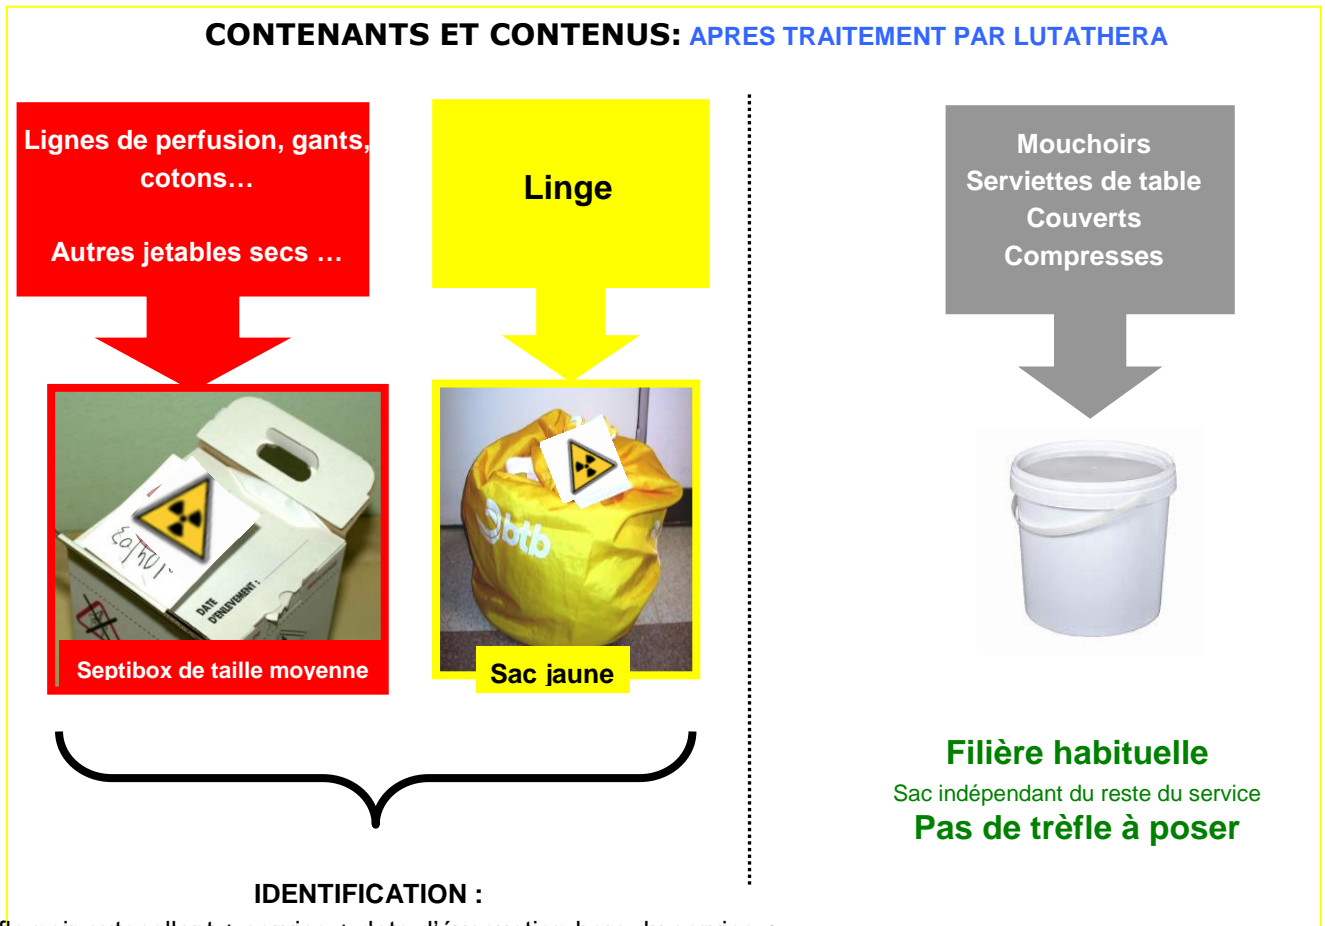 CONTENANTS ET CONTENUS: APRES TRAITEMENT PAR LUTATHERA
Lignes de perfusion, gants,
cotons…
Autres jetables secs …
Linge
Mouchoirs
Serviettes de table
Couverts
Compresses
DATE
D'ENLEVEMENT :
btb
Septibox de taille moyenne
Sac jaune
Filière habituelle
Sac indépendant du reste du service
Pas de trèfle à poser
IDENTIFICATION :